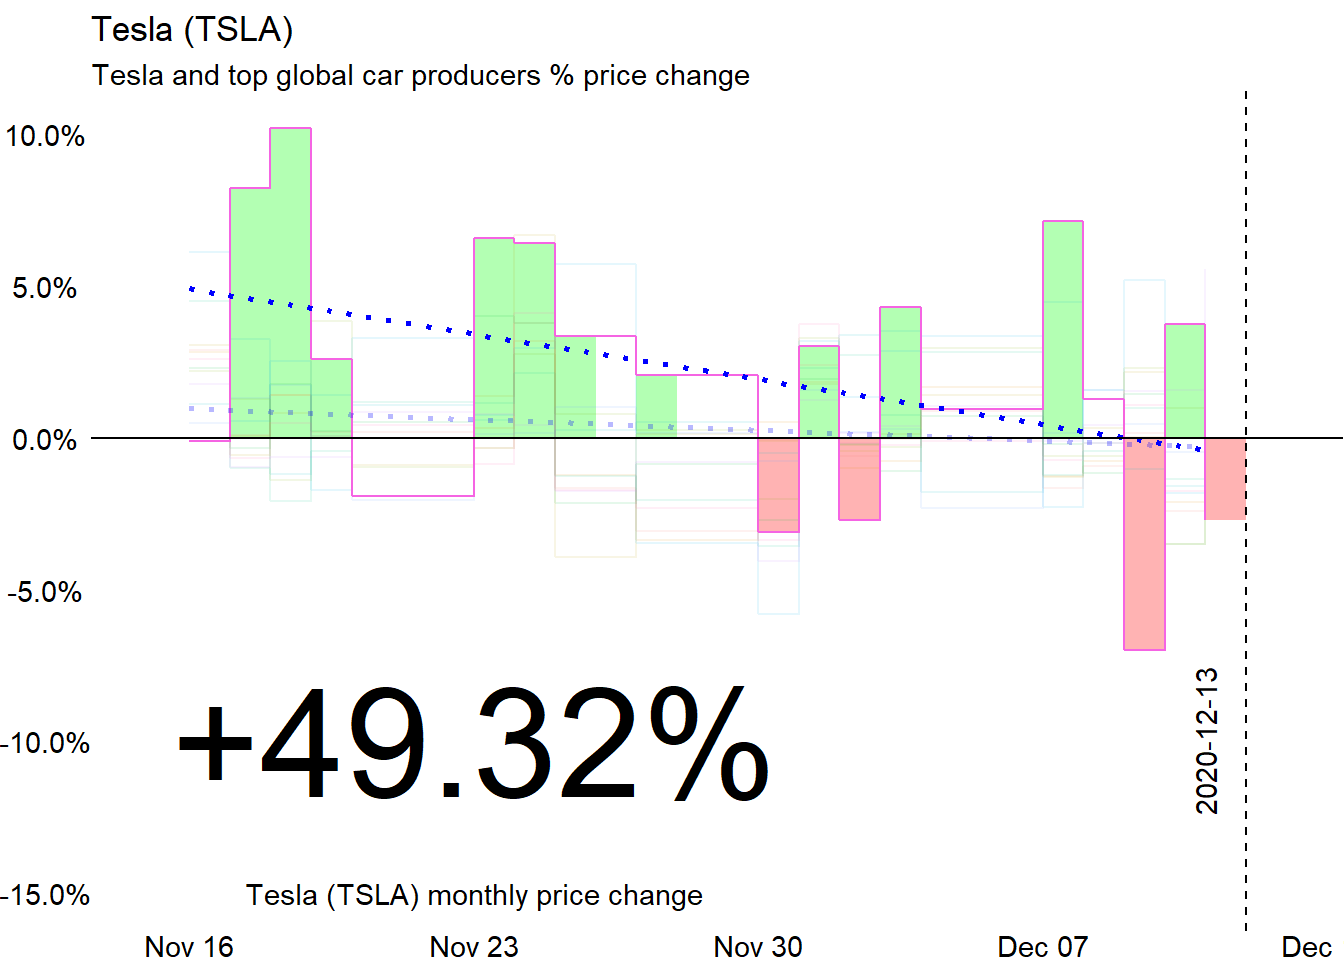 Tesla (TSLA)
Tesla and top global car producers % price change
10.0%
5.0%
0.0%
-5.0%
-10.0%
-15.0%
+49.32%
Tesla (TSLA) monthly price change
2020-12-13
Nov 16
Nov 23
Nov 30
Dec 07
Dec